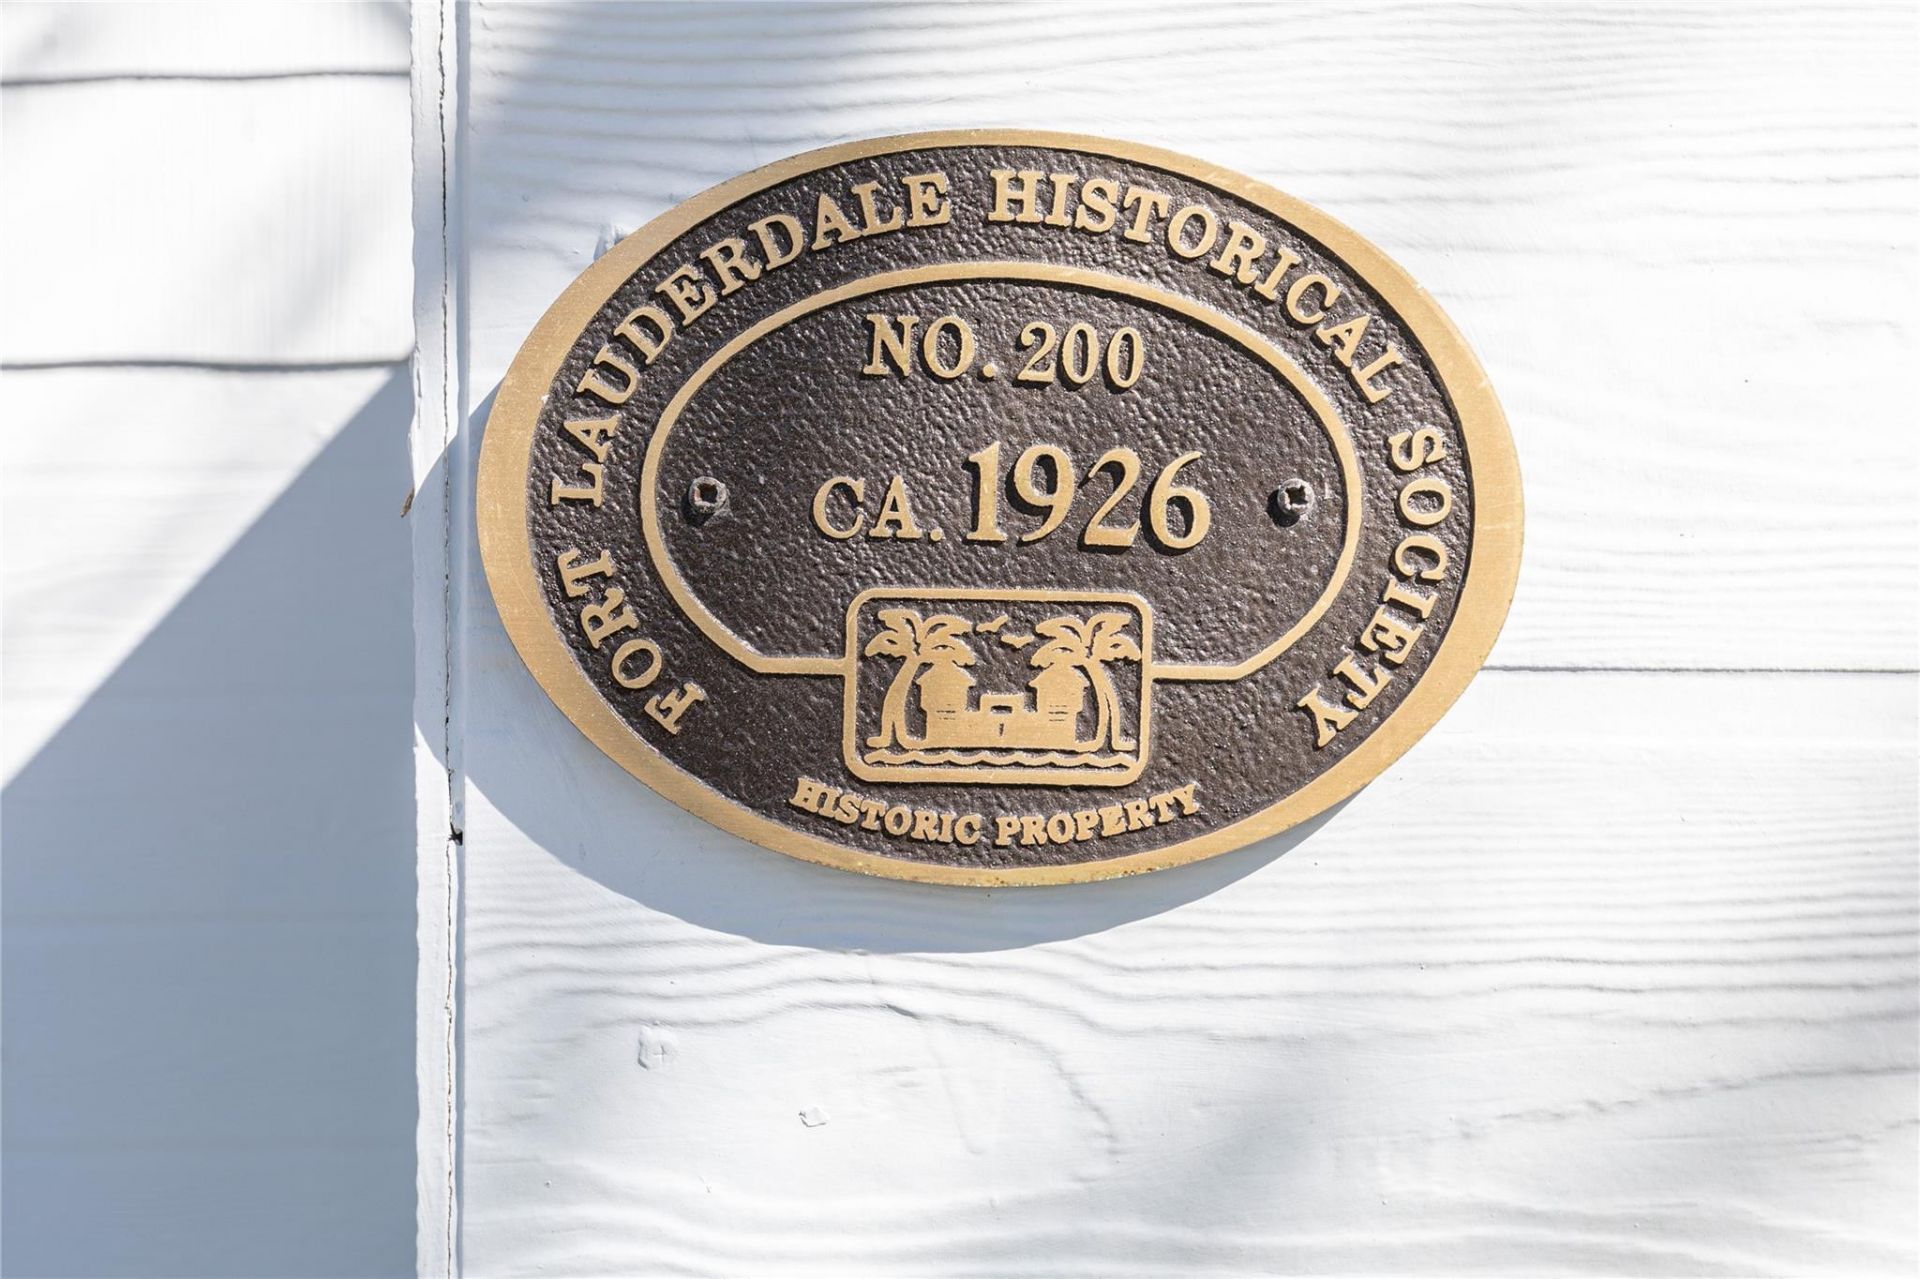 FORT LAUDERDALE HISTORICAL SOCIETY
NO. 200
CA. 1926
HISTORIC PROPERTY